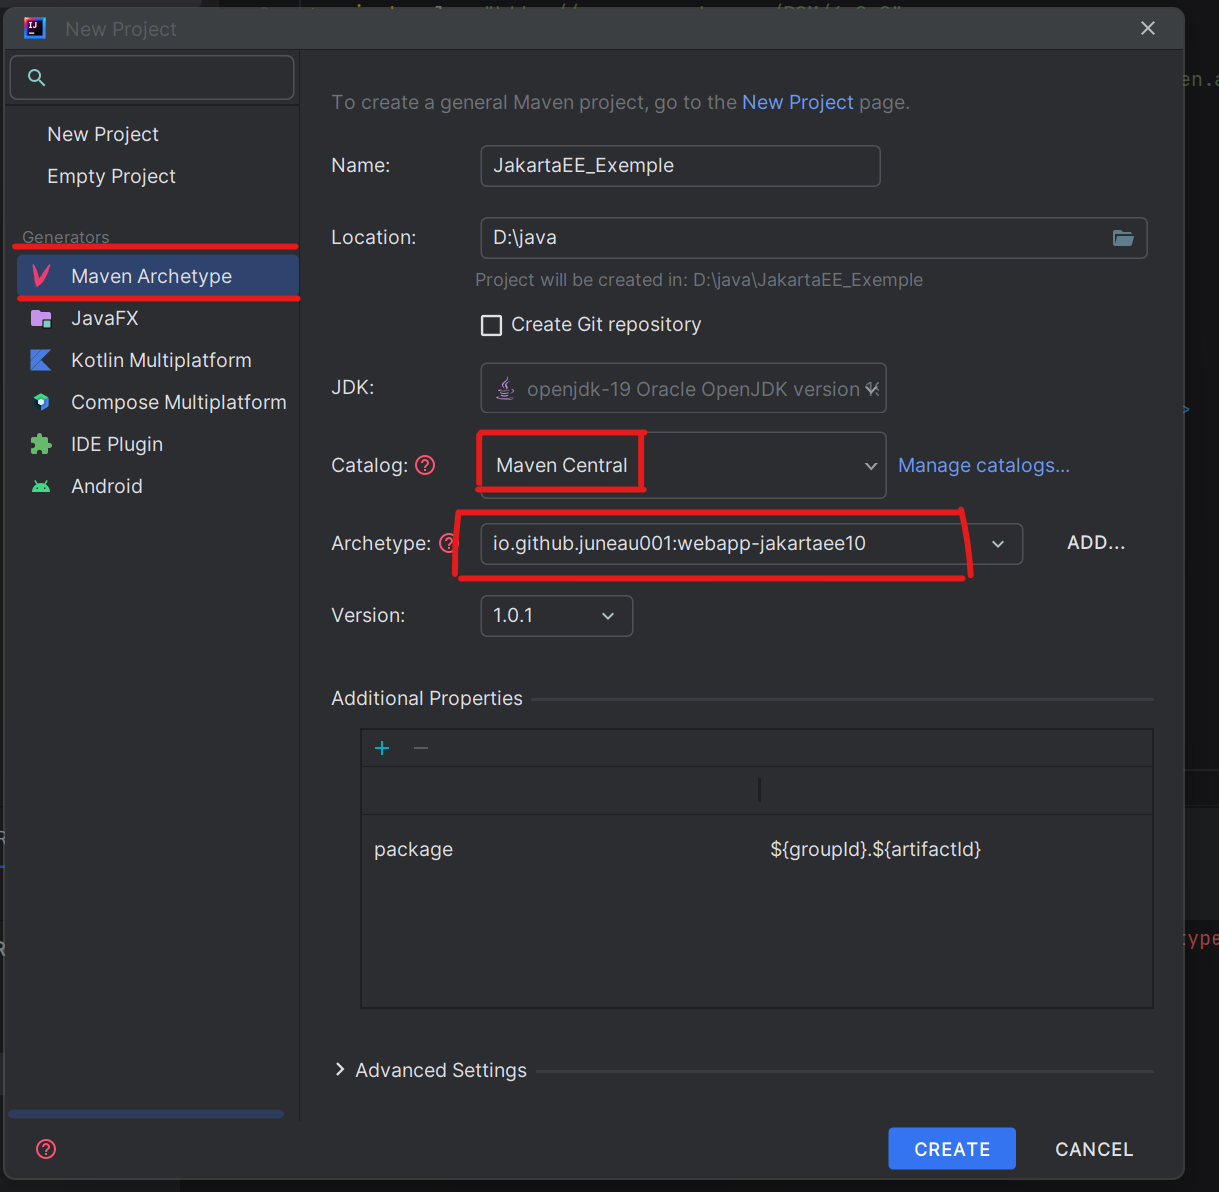 New Project
New Project
Empty Project
Generators
Maven Archetype
JavaFX
Kotlin Multiplatform
Compose Multiplatform
IDE Plugin
Android
To create a general Maven project, go to the New Project page.
Name:
JakartaEE_Exemple
Location:
D:\java
Project will be created in: D:\java\JakartaEE_Exemple
Create Git repository
JDK:
openjdk-19 Oracle OpenJDK version
Catalog: ?
Maven Central
Manage catalogs...
Archetype: ?
io.github.juneau001:webapp-jakartaee10
ADD...
Version:
1.0.1
Additional Properties
package
${groupId}.${artifactId}
Advanced Settings
?
CREATE
CANCEL